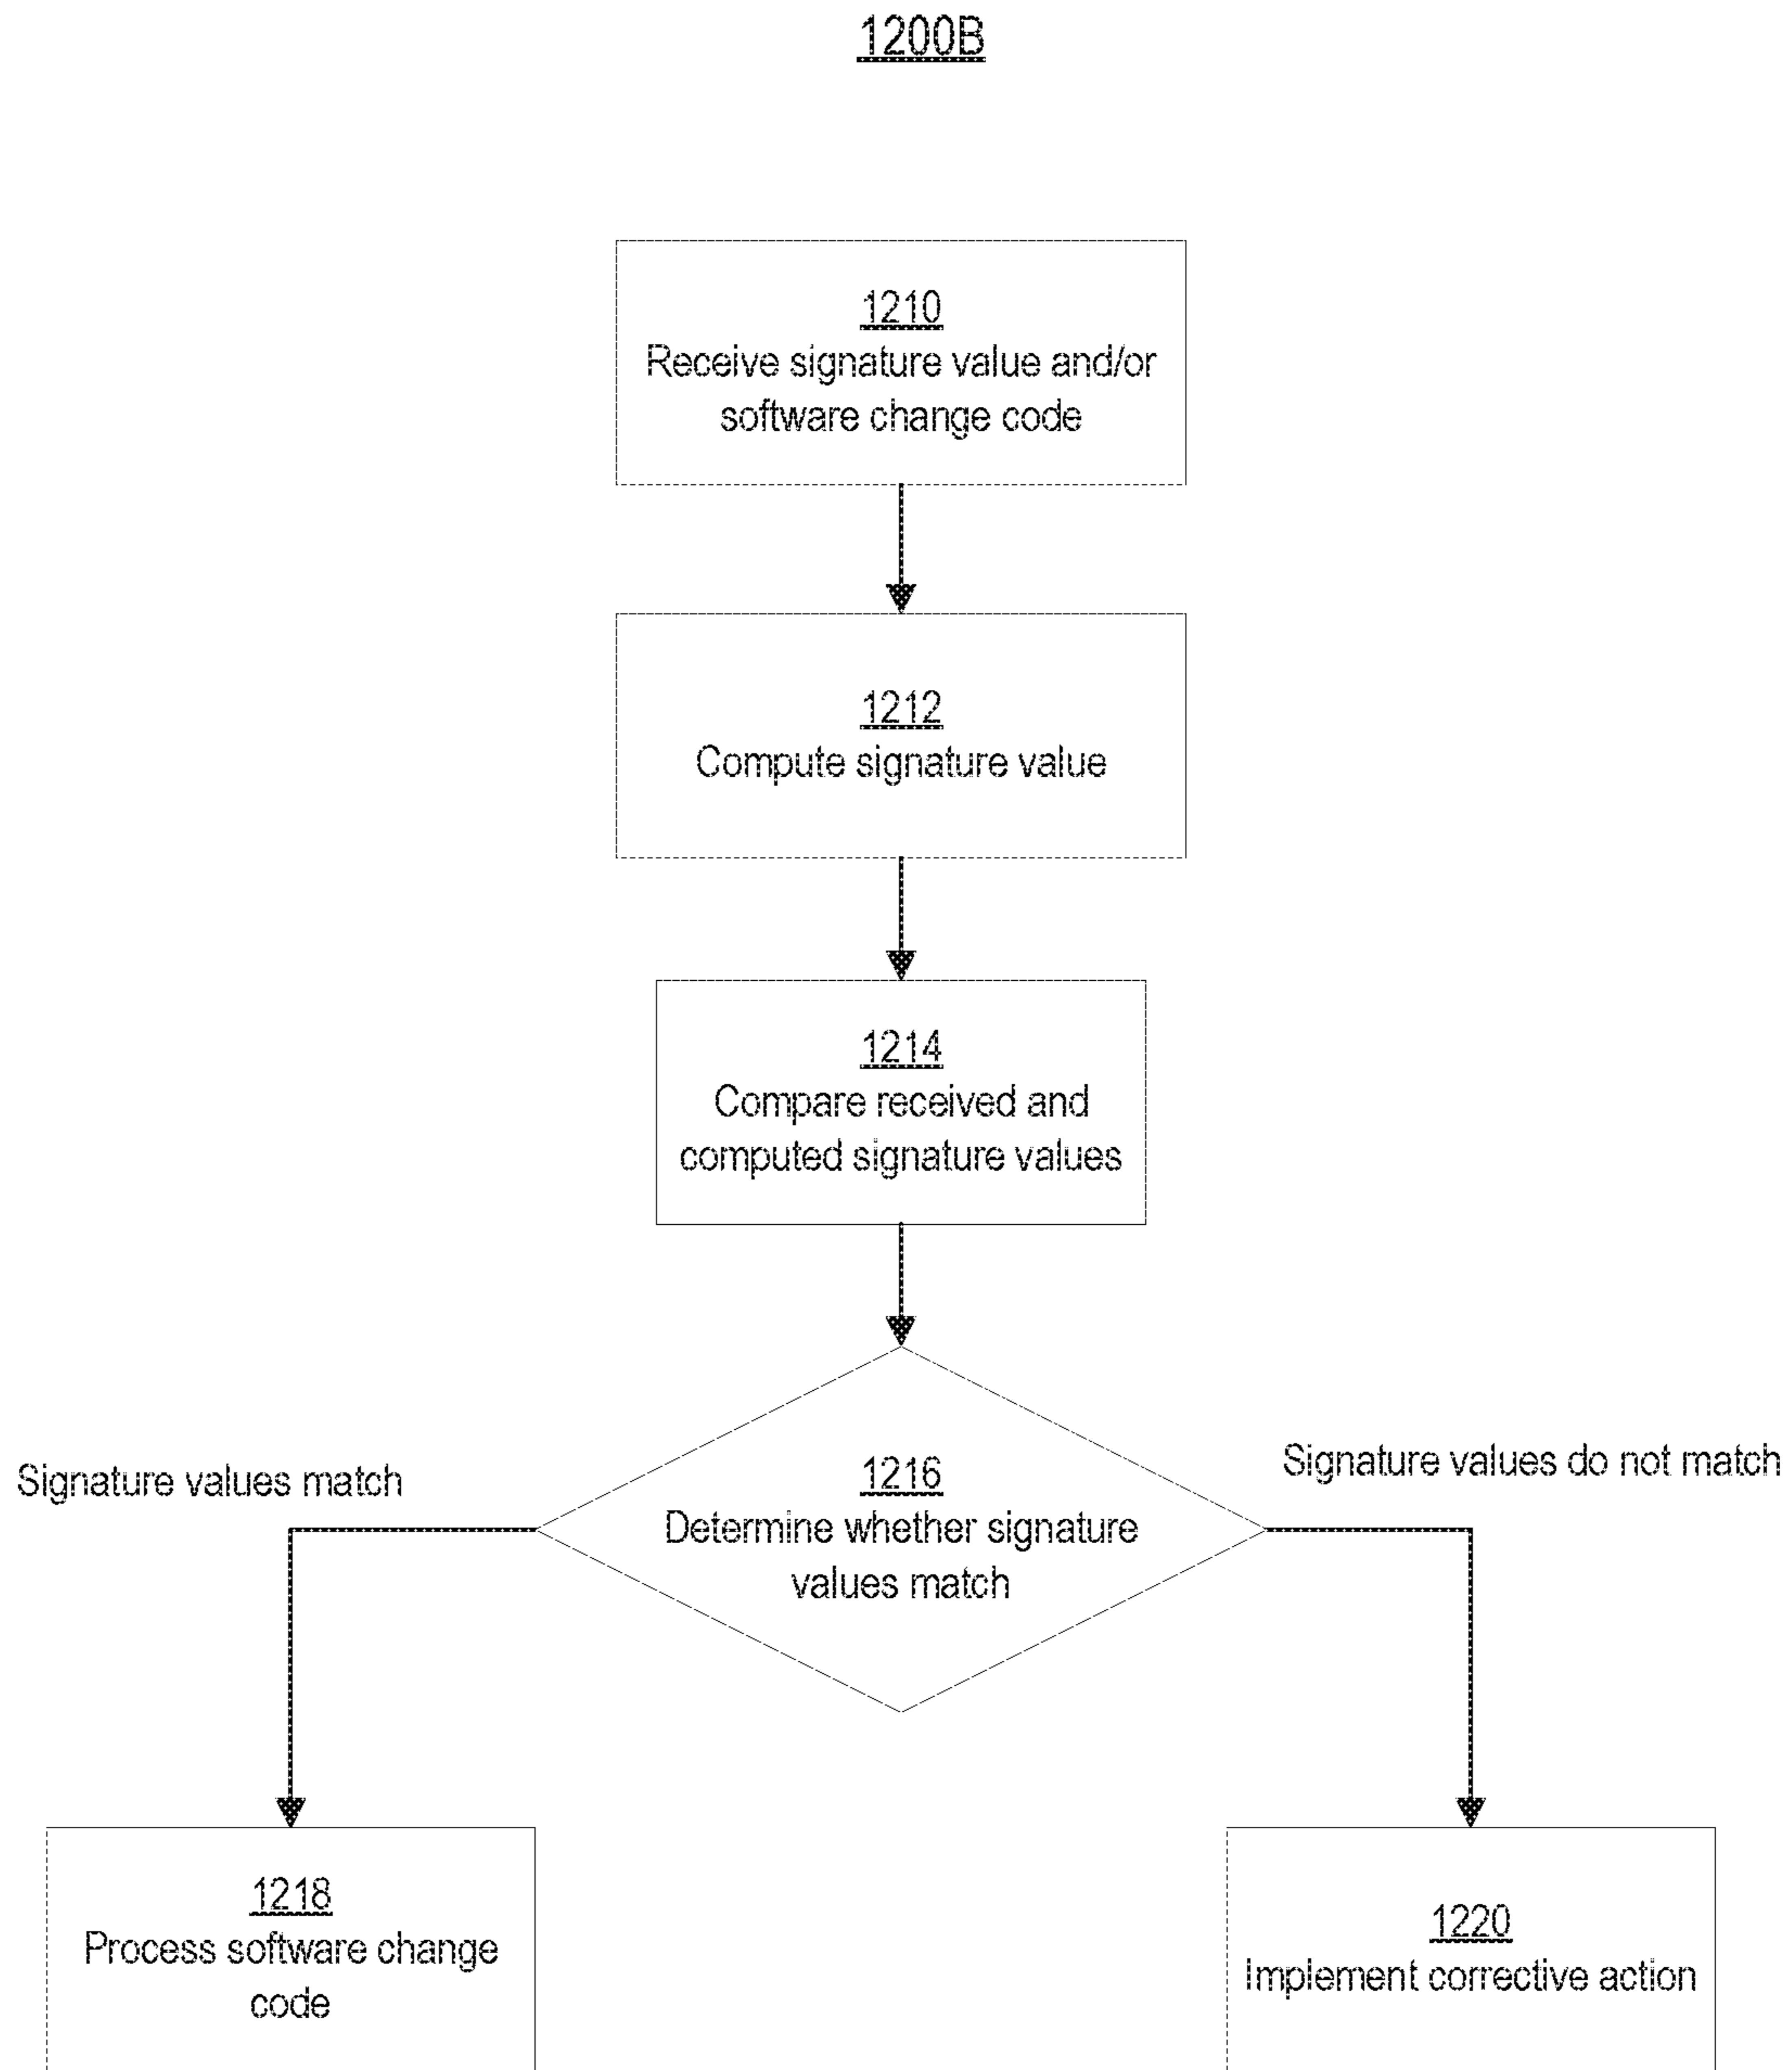 1200B
1210
Receive signature value and/or
software change code
1212
Compute signature value
1214
Compare received and
computed signature values
Signature values match
1216
Determine whether signature
values match
Signature values do not match
1218
Process software change
code
1220
Implement corrective action